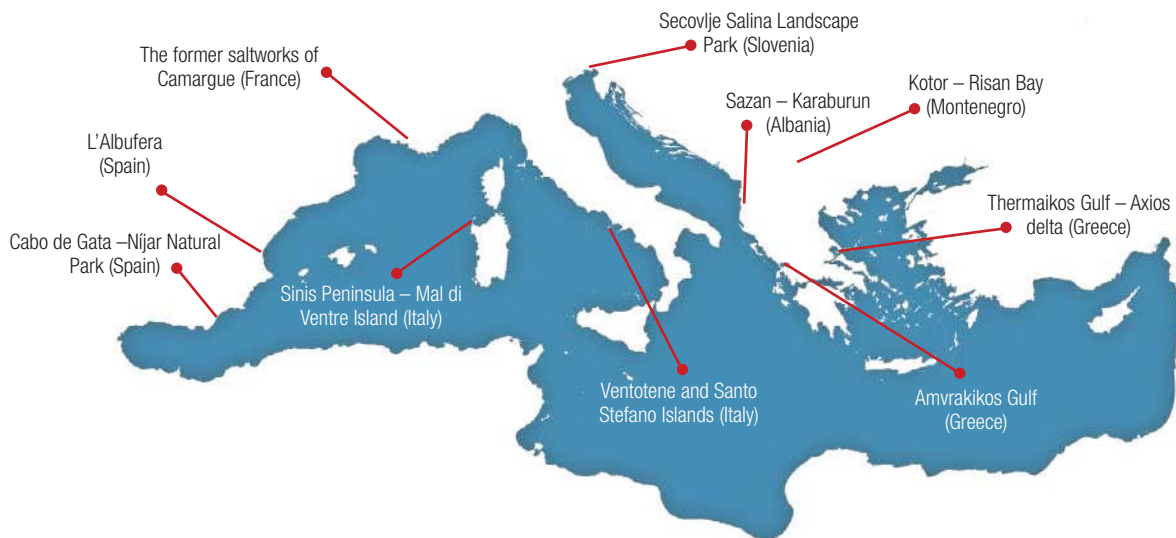 Secovlje Salina Landscape
Park (Slovenia)
The former saltworks of
Camargue (France)
Kotor – Risan Bay
(Montenegro)
Sazan – Karaburun
(Albania)
L'Albufera
(Spain)
Thermaikos Gulf – Axios
delta (Greece)
Cabo de Gata –Níjar Natural
Park (Spain)
Sinis Peninsula – Mal di
Ventre Island (Italy)
Ventotene and Santo
Stefano Islands (Italy)
Amvrakikos Gulf
(Greece)